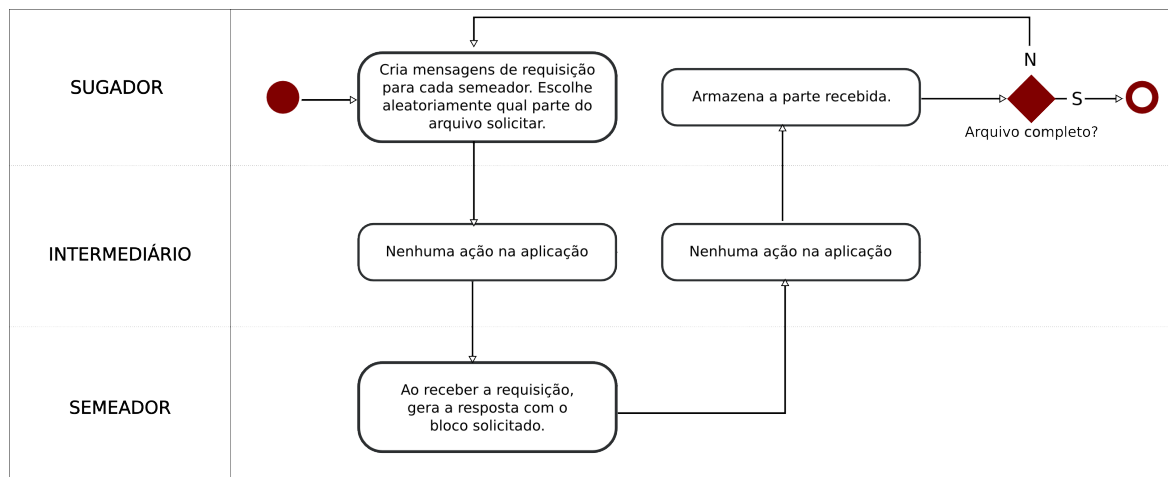 SUGADOR
Cria mensagens de requisição
para cada semeador. Escolhe
aleatoriamente qual parte do
arquivo solicitar.
Armazena a parte recebida.
N
S
Arquivo completo?
INTERMEDIÁRIO
Nenhuma ação na aplicação
Nenhuma ação na aplicação
SEMEADOR
Ao receber a requisição,
gera a resposta com o
bloco solicitado.